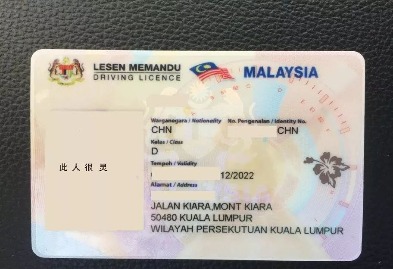 LESEN MEMANDU
DRIVING LICENCE
MALAYSIA
Warganegara / Nationality No. Pengenalan / Identity No.
CHN CHN
Kelas / Class
D
Tempoh / Validity
12/2022
Alamat / Address
JALAN KIARA,MONT KIARA
50480 KUALA LUMPUR
WILAYAH PERSEKUTUAN KUALA LUMPUR
此人很灵